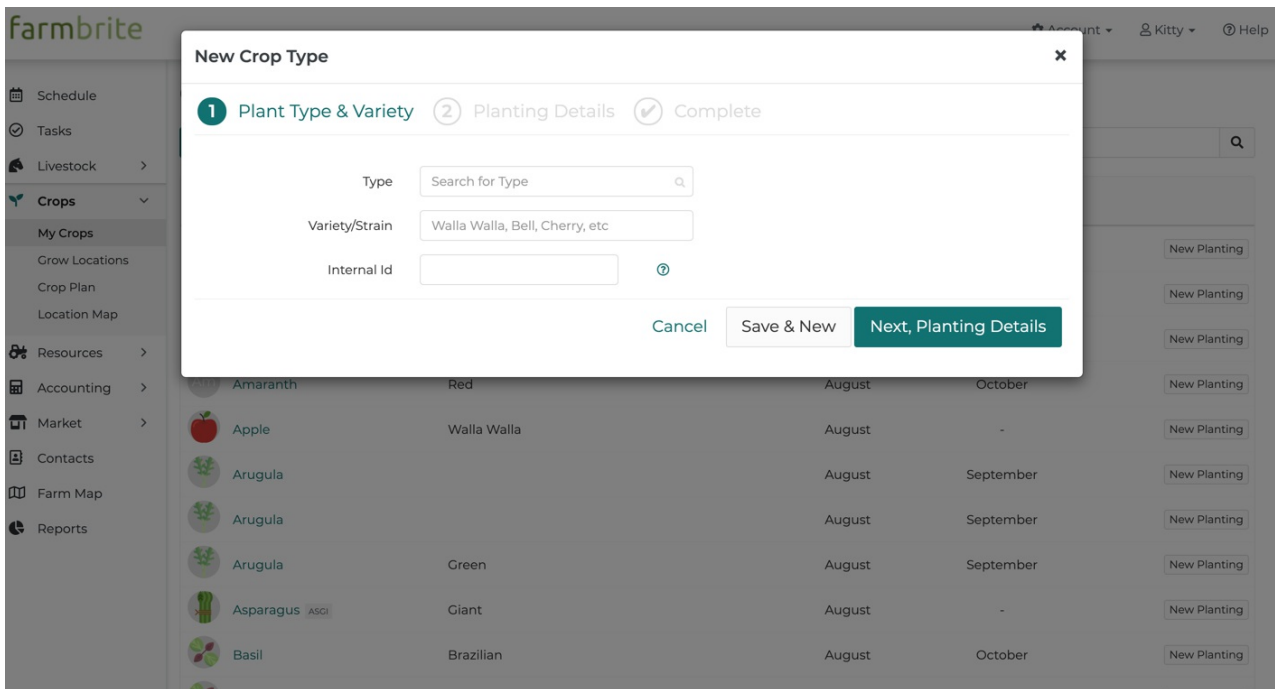 farmbrite
Account Kitty Help
New Crop Type ×
1 Plant Type & Variety 2 Planting Details Complete
Schedule
Tasks
Livestock
Crops
My Crops
Grow Locations
Crop Plan
Location Map
Resources
Accounting
Market
Contacts
Farm Map
Reports
Type Search for Type
Variety/Strain Walla Walla, Bell, Cherry, etc
Internal Id
Cancel Save & New Next, Planting Details
New Planting
New Planting
New Planting
Amaranth Red August October New Planting
Apple Walla Walla August - New Planting
Arugula August September New Planting
Arugula August September New Planting
Arugula Green August September New Planting
Asparagus ASG1 Giant August - New Planting
Basil Brazilian August October New Planting